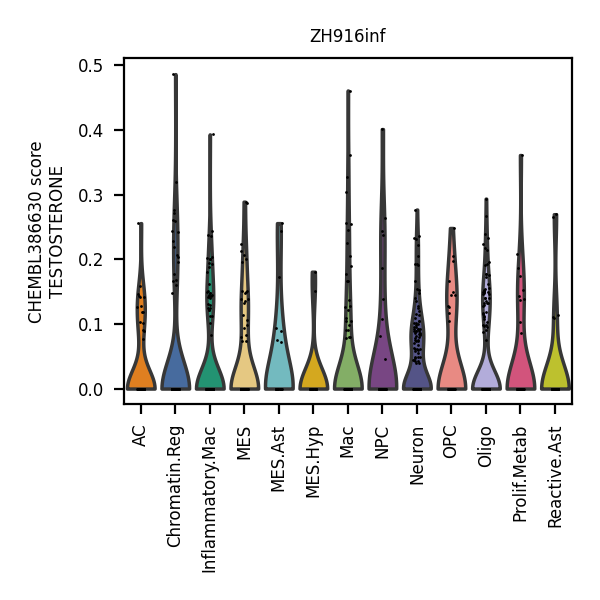 ZH916inf
CHEMBL386630 score
TESTOSTERONE
0.5
0.4
0.3
0.2
0.1
0.0
AC
Chromatin.Reg
Inflammatory.Mac
MES
MES.Ast
MES.Hyp
Mac
NPC
Neuron
OPC
Oligo
Prolif.Metab
Reactive.Ast